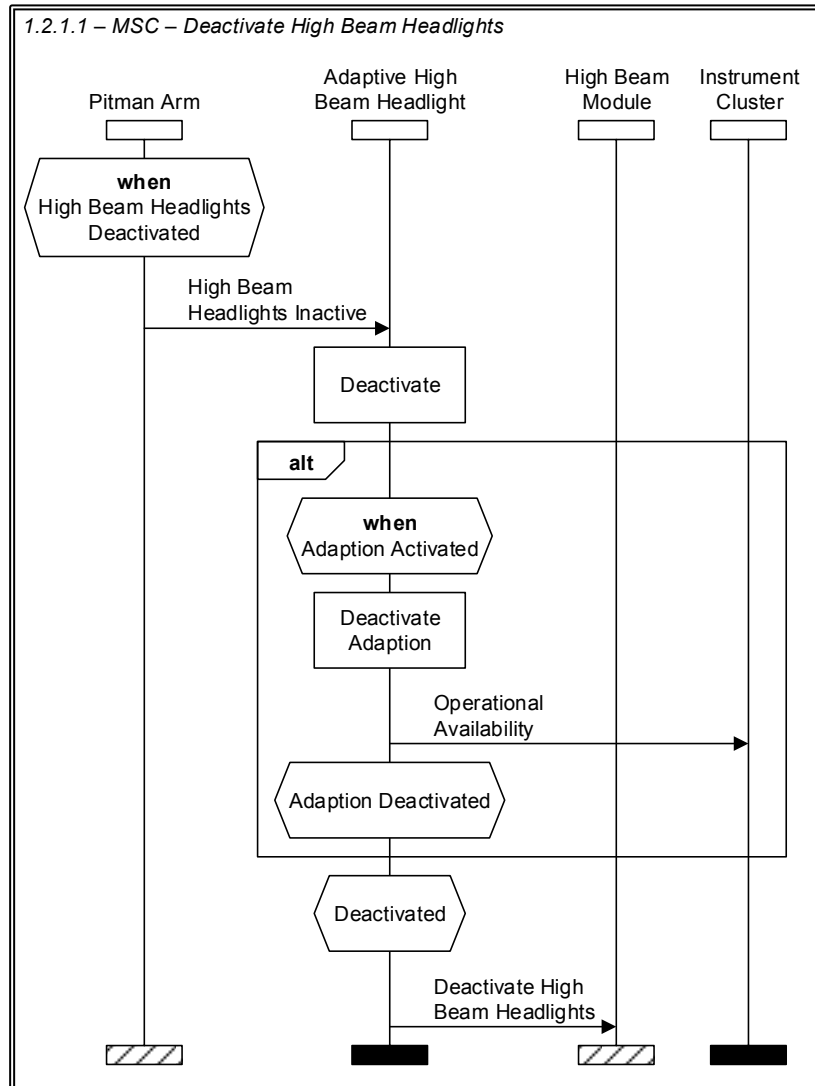 1.2.1.1 – MSC – Deactivate High Beam Headlights
Pitman Arm
Adaptive High
Beam Headlight
High Beam
Module
Instrument
Cluster
when
High Beam Headlights
Deactivated
High Beam
Headlights Inactive
Deactivate
alt
when
Adaption Activated
Deactivate
Adaption
Operational
Availability
Adaption Deactivated
Deactivated
Deactivate High
Beam Headlights